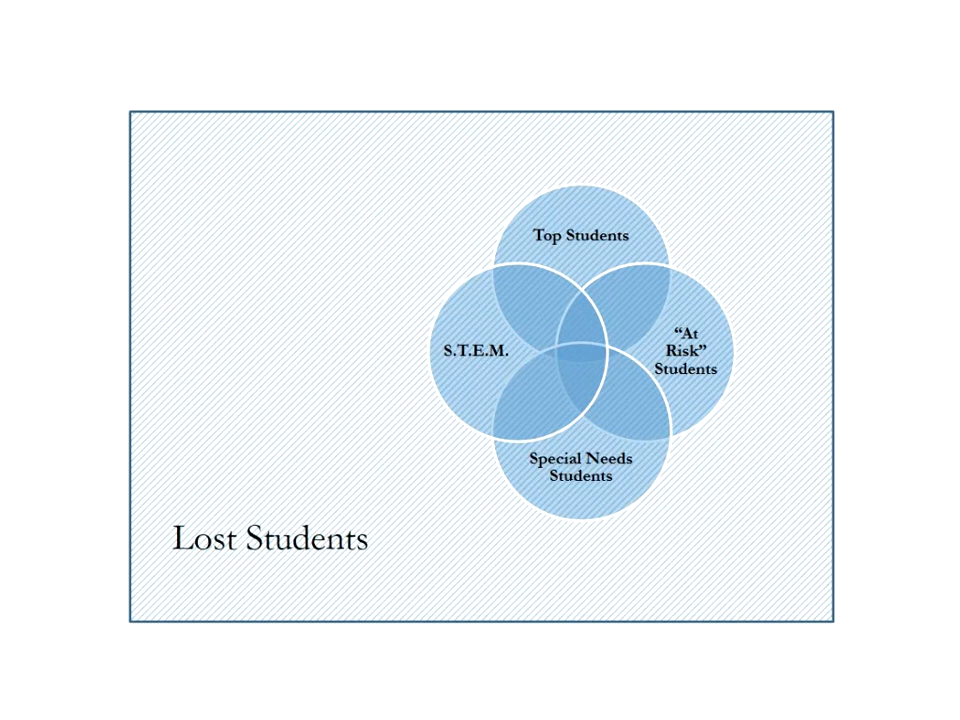 Top Students
S.T.E.M.
“At
Risk”
Students
Special Needs
Students
Lost Students